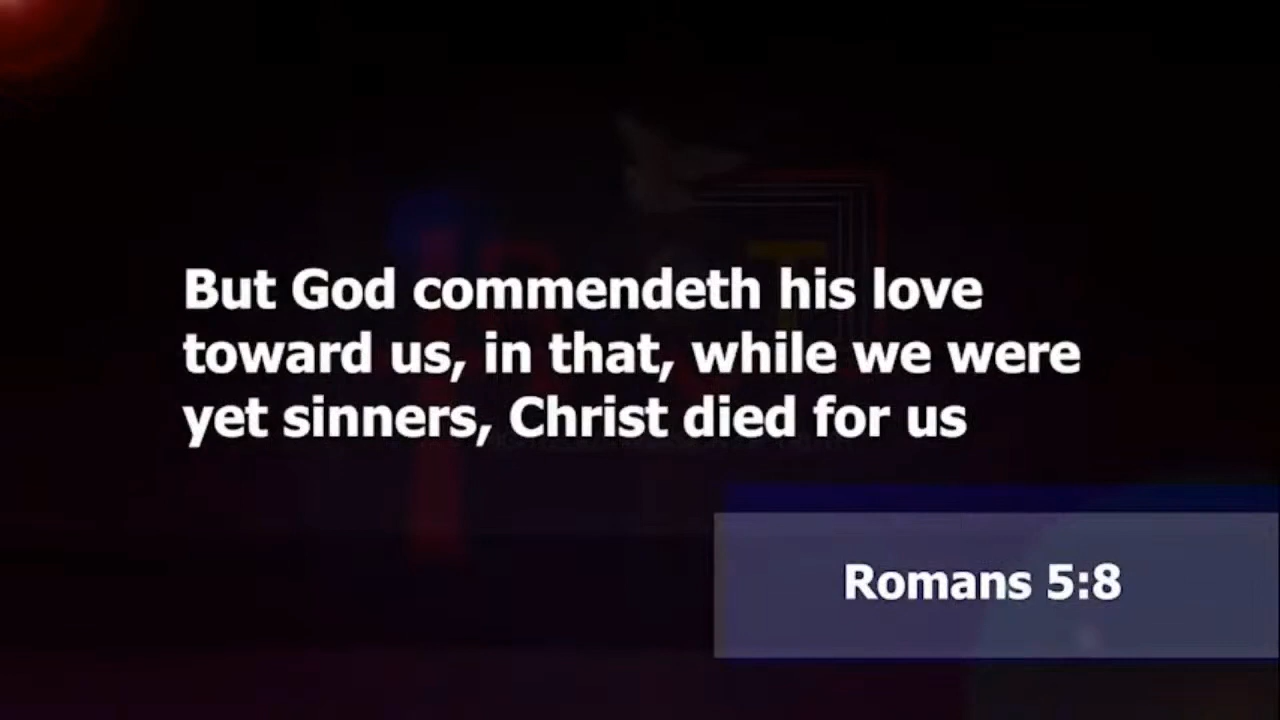 But God commendeth his love
toward us, in that, while we were
yet sinners, Christ died for us
Romans 5:8